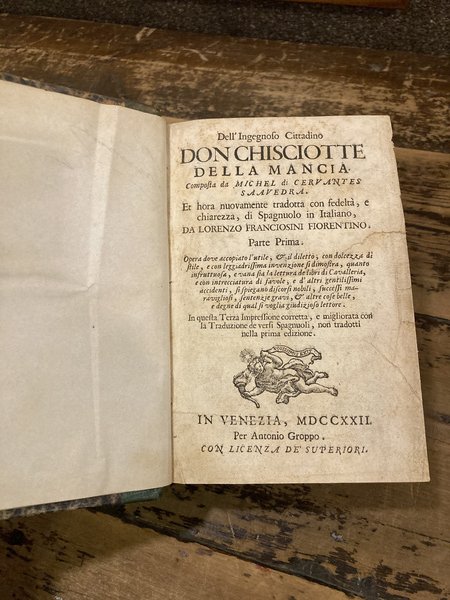 Dell'Ingegnoso Cittadino
DON CHISCIOTTE
DELLA MANCIA.
Composta da MICHEL di CERVANTES
SAAVEDRA.
Et hora nuovamente tradotta con fedeltà, e
chiarezza, di Spagnuolo in Italiano,
DA LORENZO FRANCIOSINI FIORENTINO.
Parte Prima.
Opera dove accopiato l'utile, & il diletto, con dolcezza di
stile, e con leggiadrissima invenzione si dimostra, quanto
infruttuosa, e vana sia la lettura de libri di Cavalleria,
e con intrecciatura di favole, e d'altri gentilissimi
accidenti, si spiegano discorsi nobili, successi ma-
ravigliosi, sentenzie gravi, & altre cose belle,
e degne di qual si voglia giudizioso lettore.
In questa Terza Impressione corretta, e migliorata con
la Traduzione de versi Spagnuoli, non tradotti
nella prima edizione.
IN VENEZIA, MDCCXXII.
Per Antonio Groppo.
CON LICENZA DE' SUPERIORI.